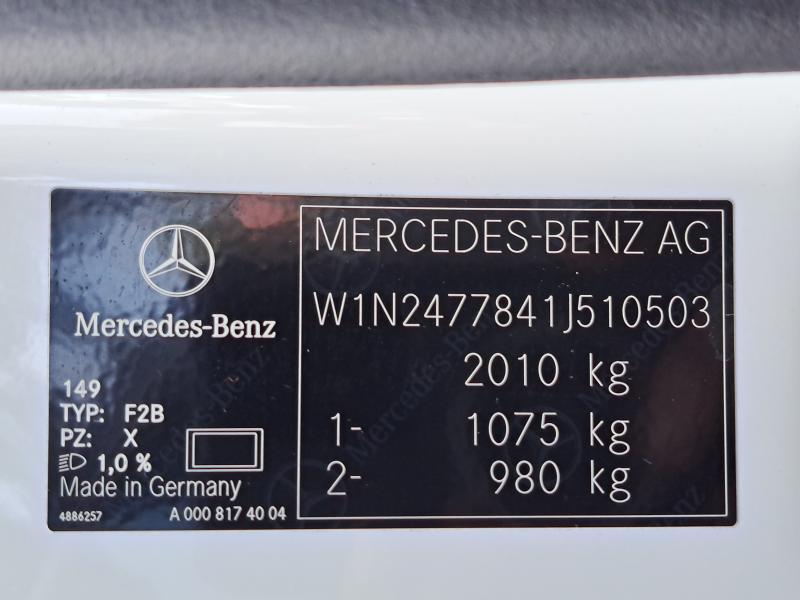 Mercedes-Benz
149
TYP: F2B
PZ: X
1,0 %
Made in Germany
4886257 A 000 817 40 04
MERCEDES-BENZ AG
W1N2477841J510503
2010 kg
1- 1075 kg
2- 980 kg